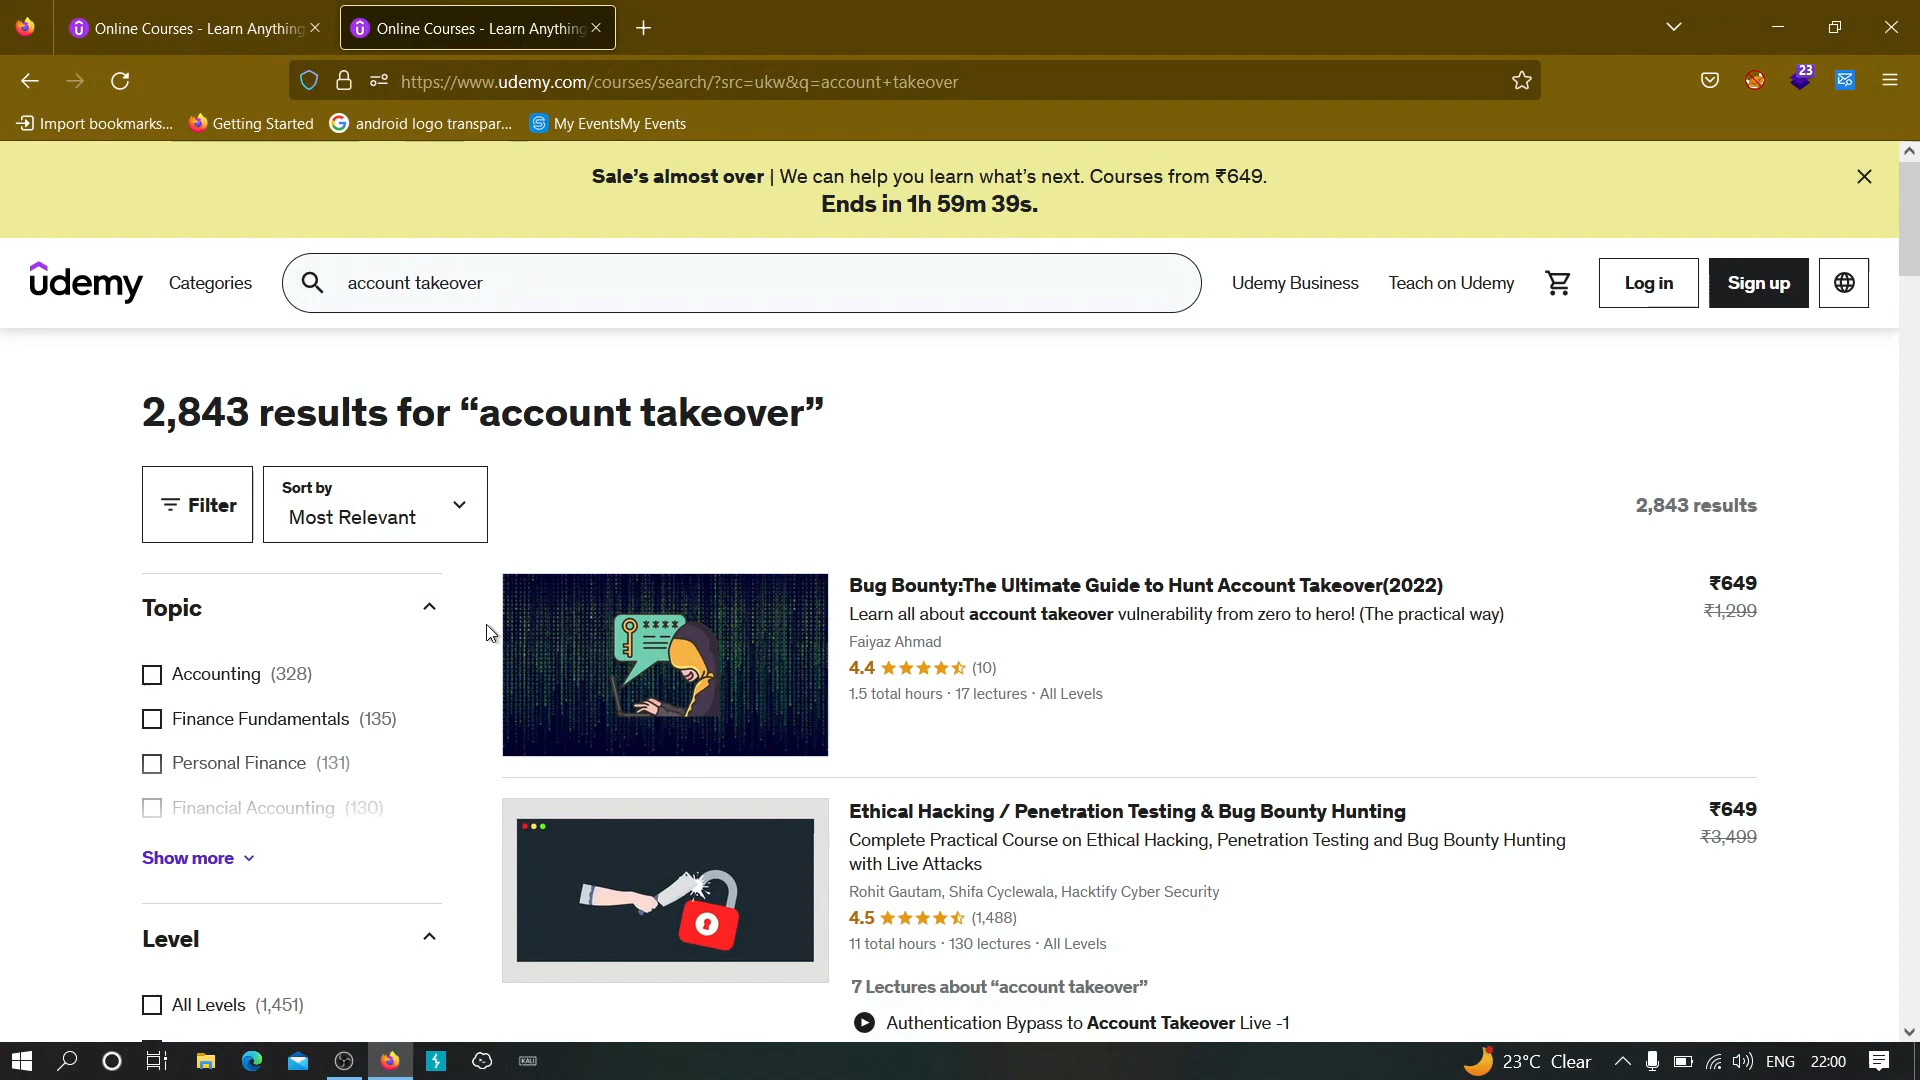 Online Courses - Learn Anything
Online Courses - Learn Anything
https://www.udemy.com/courses/search/?src=ukw&q=account+takeover
23
Import bookmarks...
Getting Started
android logo transpar...
My EventsMy Events
Sale's almost over | We can help you learn what's next. Courses from ₹649.
Ends in 1h 59m 39s.
udemy
Categories
account takeover
Udemy Business
Teach on Udemy
Log in
Sign up
2,843 results for “account takeover”
Filter
Sort by
Most Relevant
2,843 results
Topic
Accounting (328)
Finance Fundamentals (135)
Personal Finance (131)
Financial Accounting (130)
Show more
Level
All Levels (1,451)
Bug Bounty:The Ultimate Guide to Hunt Account Takeover(2022)
₹649
Learn all about account takeover vulnerability from zero to hero! (The practical way)
₹1,299
Faiyaz Ahmad
4.4 (10)
1.5 total hours · 17 lectures · All Levels
Ethical Hacking / Penetration Testing & Bug Bounty Hunting
₹649
Complete Practical Course on Ethical Hacking, Penetration Testing and Bug Bounty Hunting
₹3,499
with Live Attacks
Rohit Gautam, Shifa Cyclewala, Hacktify Cyber Security
4.5 (1,488)
11 total hours · 130 lectures · All Levels
7 Lectures about “account takeover”
Authentication Bypass to Account Takeover Live -1
KALI
23°C Clear
ENG
22:00